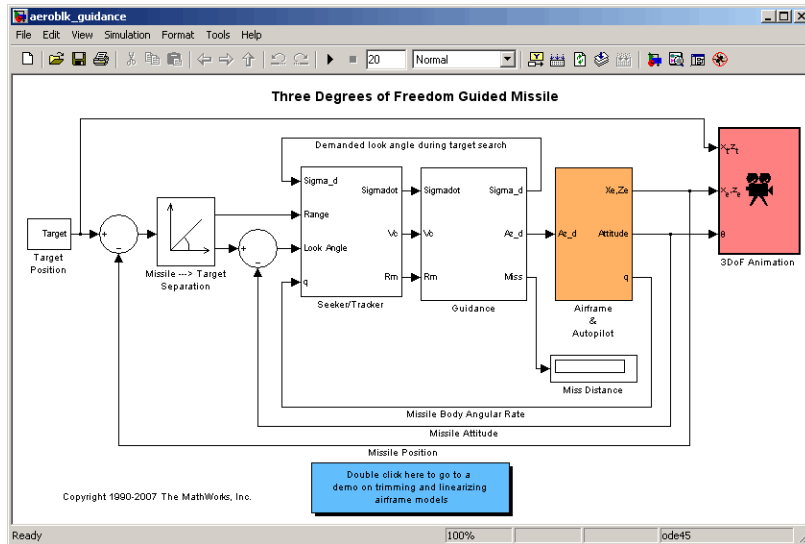 aeroblk_guidance
File Edit View Simulation Format Tools Help
20 Normal
Three Degrees of Freedom Guided Missile
Demanded look angle during target search
Target
Target
Position
+
−
Missile ---> Target
Separation
+
−
Sigma_d
Range
Look Angle
q
Sigmadot
Vc
Rm
Seeker/Tracker
Sigmadot
Vc
Rm
Sigma_d
Az_d
Miss
Guidance
Az_d
Xe,Ze
Attitude
q
Airframe
&
Autopilot
x_T,z_T
x_e,z_e
θ
3DoF Animation
Miss Distance
Missile Body Angular Rate
Missile Attitude
Missile Position
Double click here to go to a
demo on trimming and linearizing
airframe models
Copyright 1990-2007 The MathWorks, Inc.
Ready 100% ode45